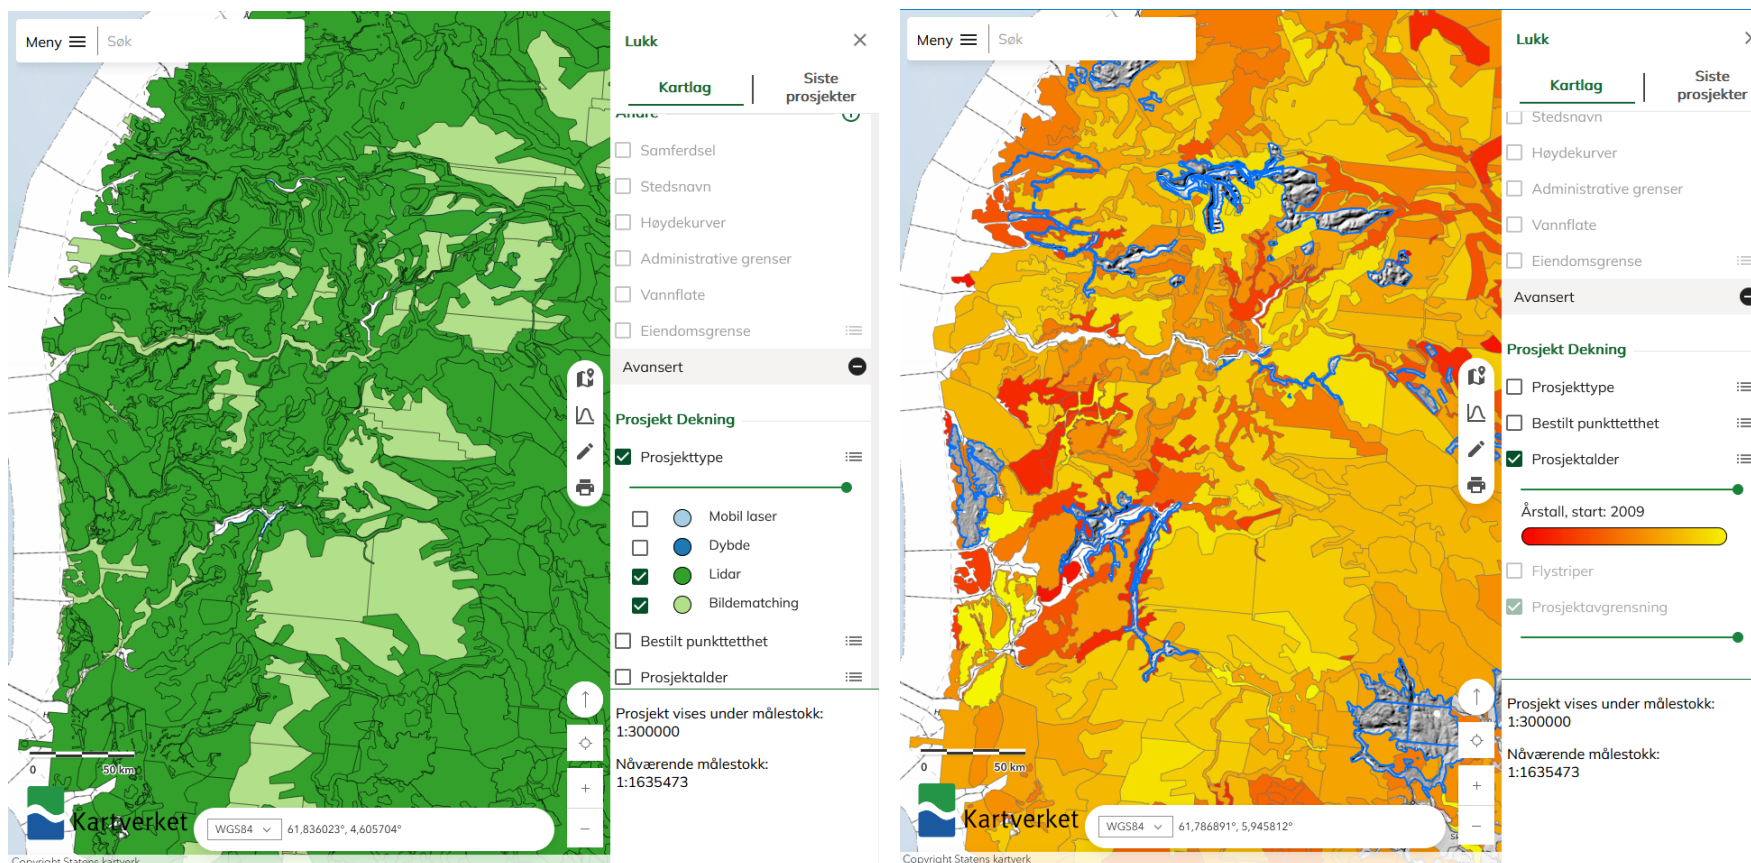 Meny
Søk
Lukk
Kartlag
Siste
prosjekter
Andre
Samferdsel
Stedsnavn
Høydekurver
Administrative grenser
Vannflate
Eiendomsgrense
Avansert
Prosjekt Dekning
Prosjekttype
Mobil laser
Dybde
Lidar
Bildematching
Bestilt punkttetthet
Prosjektalder
Prosjekt vises under målestokk:
1:300000
Nåværende målestokk:
1:1635473
0
50 km
Kartverket
WGS84
61,836023°, 4,605704°
Copyright Statens kartverk
Meny
Søk
Lukk
Kartlag
Siste
prosjekter
Stedsnavn
Høydekurver
Administrative grenser
Vannflate
Eiendomsgrense
Avansert
Prosjekt Dekning
Prosjekttype
Bestilt punkttetthet
Prosjektalder
Årstall, start: 2009
Flystriper
Prosjektavgrensning
Prosjekt vises under målestokk:
1:300000
Nåværende målestokk:
1:1635473
0
50 km
Kartverket
WGS84
61,786891°, 5,945812°
Copyright Statens kartverk